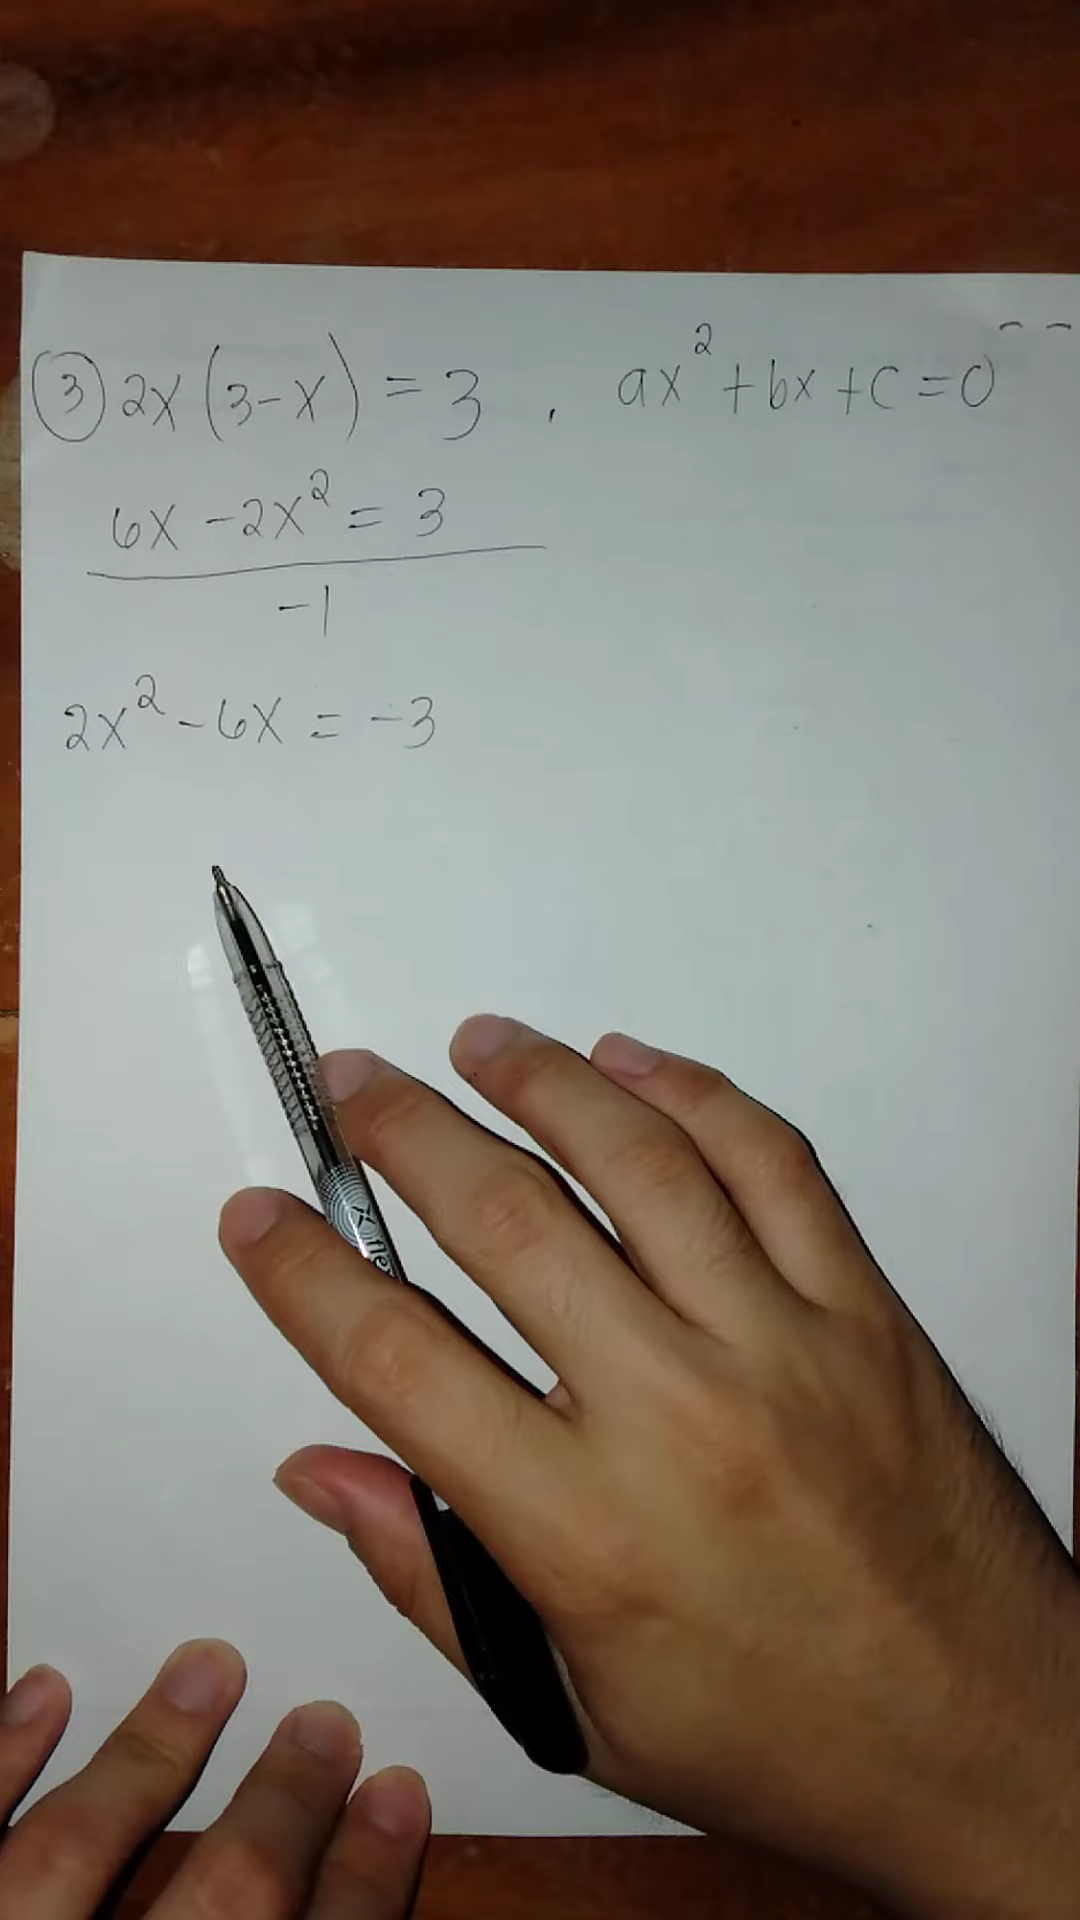 ③ 2x(3-x) = 3 , ax² + bx + c = 0
6x - 2x² = 3
-1
2x² - 6x = -3